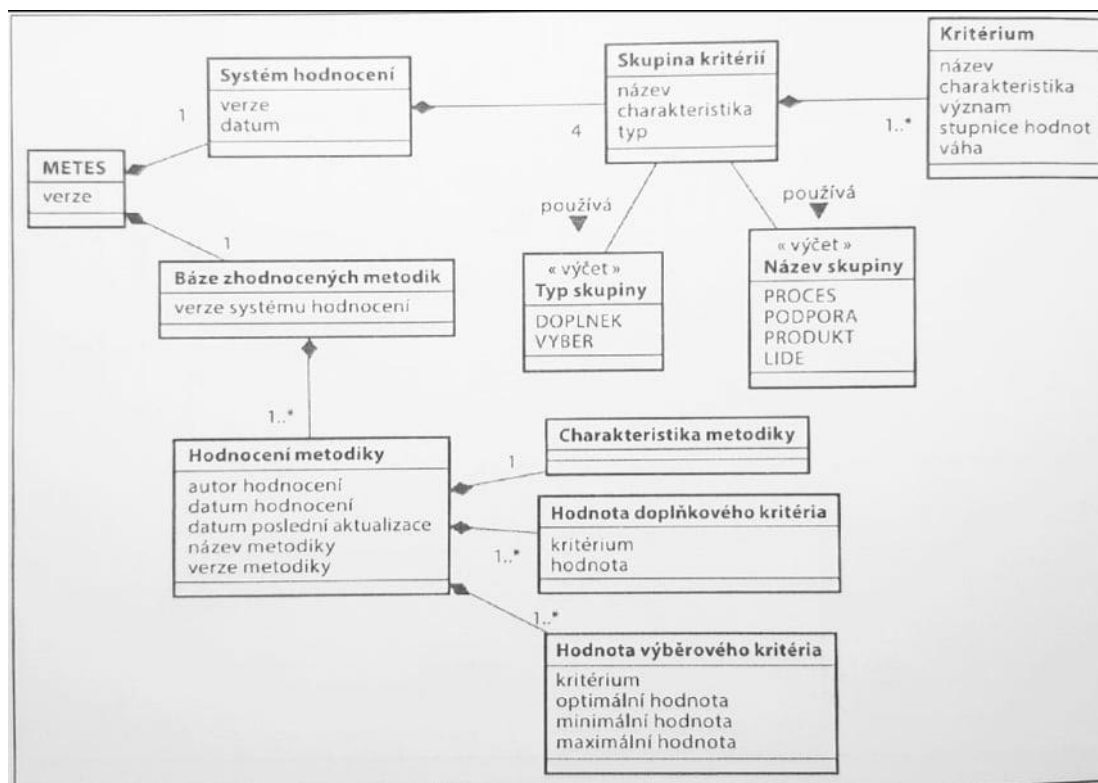 Systém hodnocení
verze
datum
1
Skupina kritérií
název
charakteristika
typ
4
Kritérium
název
charakteristika
význam
stupnice hodnot
váha
1..*
METES
verze
1
Báze zhodnocených metodik
verze systému hodnocení
používá
používá
« výčet »
Typ skupiny
DOPLNEK
VYBER
« výčet »
Název skupiny
PROCES
PODPORA
PRODUKT
LIDE
1..*
Hodnocení metodiky
autor hodnocení
datum hodnocení
datum poslední aktualizace
název metodiky
verze metodiky
1
Charakteristika metodiky
1..*
Hodnota doplňkového kritéria
kritérium
hodnota
1..*
Hodnota výběrového kritéria
kritérium
optimální hodnota
minimální hodnota
maximální hodnota